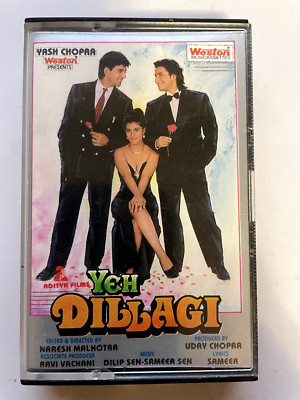 YASH CHOPRA
Weston
PRESENTS
Weston
MUSICASSETTES
ADITYA FILMS
YEH
DILLAGI
EDITED & DIRECTED BY
NARESH MALHOTRA
ASSOCIATE PRODUCER
RAVI VACHANI
MUSIC
DILIP SEN-SAMEER SEN
PRODUCED BY
UDAY CHOPRA
LYRICS
SAMEER